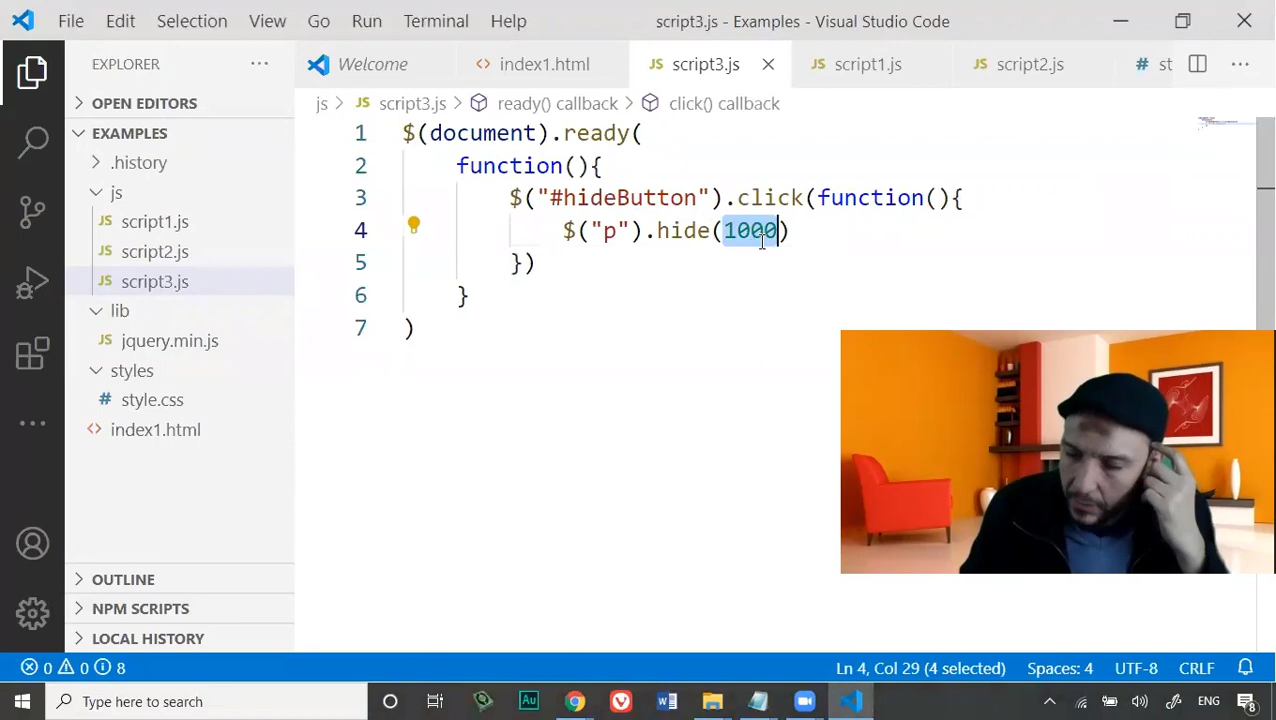 File Edit Selection View Go Run Terminal Help script3.js - Examples - Visual Studio Code
EXPLORER
Welcome index1.html JS script3.js JS script1.js JS script2.js # st
OPEN EDITORS
js JS script3.js ready() callback click() callback
EXAMPLES
.history
js
JS script1.js
JS script2.js
JS script3.js
lib
JS jquery.min.js
styles
# style.css
<> index1.html
OUTLINE
NPM SCRIPTS
LOCAL HISTORY
1 $(document).ready(
2 function(){
3 $("#hideButton").click(function(){
4 $("p").hide(1000)
5 })
6 }
7 )
0 0 8 Ln 4, Col 29 (4 selected) Spaces: 4 UTF-8 CRLF
Type here to search Au ENG 8